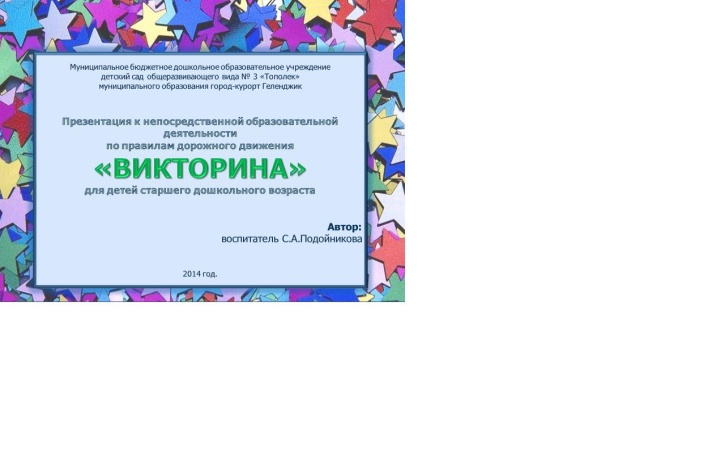 Муниципальное бюджетное дошкольное образовательное учреждение
детский сад общеразвивающего вида № 3 «Тополек»
муниципального образования город-курорт Геленджик
Презентация к непосредственной образовательной
деятельности
по правилам дорожного движения
«ВИКТОРИНА»
для детей старшего дошкольного возраста
Автор:
воспитатель С.А.Подойникова
2014 год.